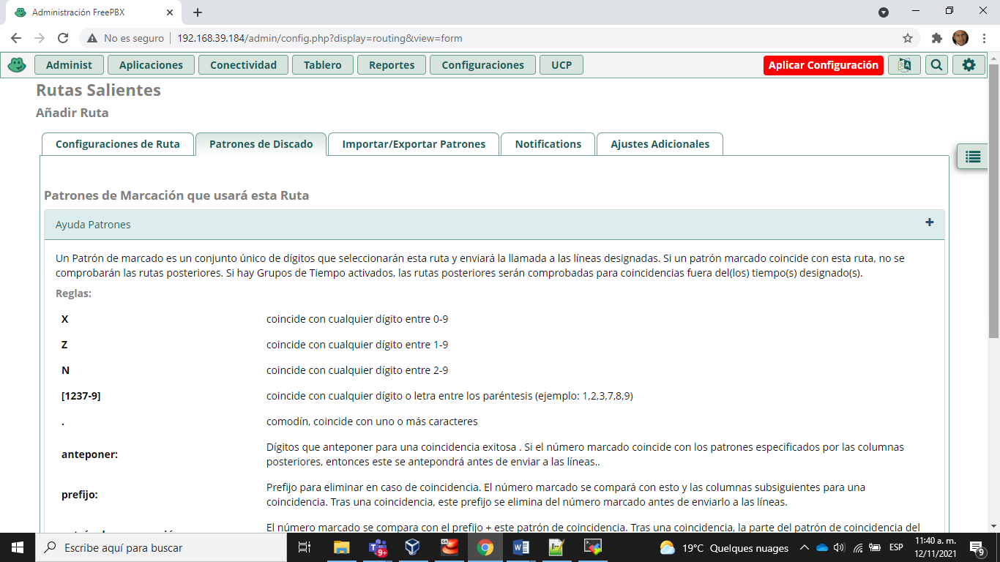 Administración FreePBX
No es seguro
192.168.39.184/admin/config.php?display=routing&view=form
Administ
Aplicaciones
Conectividad
Tablero
Reportes
Configuraciones
UCP
Aplicar Configuración
Rutas Salientes
Añadir Ruta
Configuraciones de Ruta
Patrones de Discado
Importar/Exportar Patrones
Notifications
Ajustes Adicionales
Patrones de Marcación que usará esta Ruta
Ayuda Patrones
Un Patrón de marcado es un conjunto único de dígitos que seleccionarán esta ruta y enviará la llamada a las líneas designadas. Si un patrón marcado coincide con esta ruta, no se
comprobarán las rutas posteriores. Si hay Grupos de Tiempo activados, las rutas posteriores serán comprobadas para coincidencias fuera del(los) tiempo(s) designado(s).
Reglas:
X coincide con cualquier dígito entre 0-9
Z coincide con cualquier dígito entre 1-9
N coincide con cualquier dígito entre 2-9
[1237-9] coincide con cualquier dígito o letra entre los paréntesis (ejemplo: 1,2,3,7,8,9)
. comodín, coincide con uno o más caracteres
anteponer:
Dígitos que anteponer para una coincidencia exitosa . Si el número marcado coincide con los patrones especificados por las columnas
posteriores, entonces este se antepondrá antes de enviar a las líneas..
prefijo:
Prefijo para eliminar en caso de coincidencia. El número marcado se compará con esto y las columnas subsiguientes para una
coincidencia. Tras una coincidencia, este prefijo se elimina del número marcado antes de enviarlo a las líneas.
El número marcado se compara con el prefijo + este patrón de coincidencia. Tras una coincidencia, la parte del patrón de coincidencia del
Escribe aquí para buscar
9+
19°C Quelques nuages
ESP
11:40 a. m.
12/11/2021
9